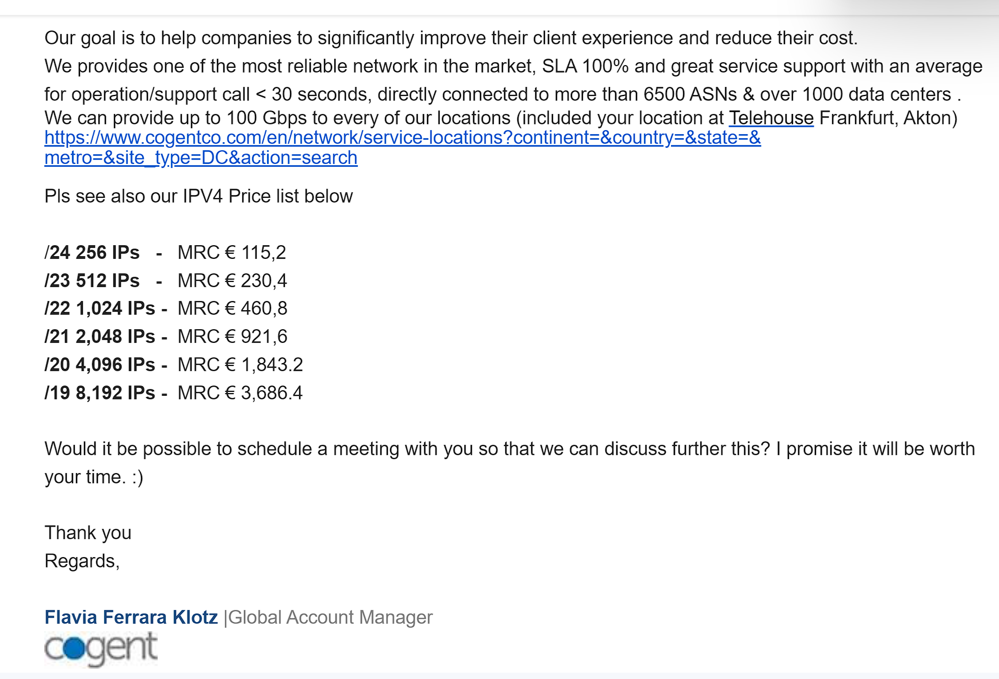 Our goal is to help companies to significantly improve their client experience and reduce their cost.
We provides one of the most reliable network in the market, SLA 100% and great service support with an average
for operation/support call < 30 seconds, directly connected to more than 6500 ASNs & over 1000 data centers .
We can provide up to 100 Gbps to every of our locations (included your location at Telehouse Frankfurt, Akton)
https://www.cogentco.com/en/network/service-locations?continent=&country=&state=&
metro=&site_type=DC&action=search
Pls see also our IPV4 Price list below
/24 256 IPs - MRC € 115,2
/23 512 IPs - MRC € 230,4
/22 1,024 IPs - MRC € 460,8
/21 2,048 IPs - MRC € 921,6
/20 4,096 IPs - MRC € 1,843.2
/19 8,192 IPs - MRC € 3,686.4
Would it be possible to schedule a meeting with you so that we can discuss further this? I promise it will be worth
your time. :)
Thank you
Regards,
Flavia Ferrara Klotz |Global Account Manager
cogent